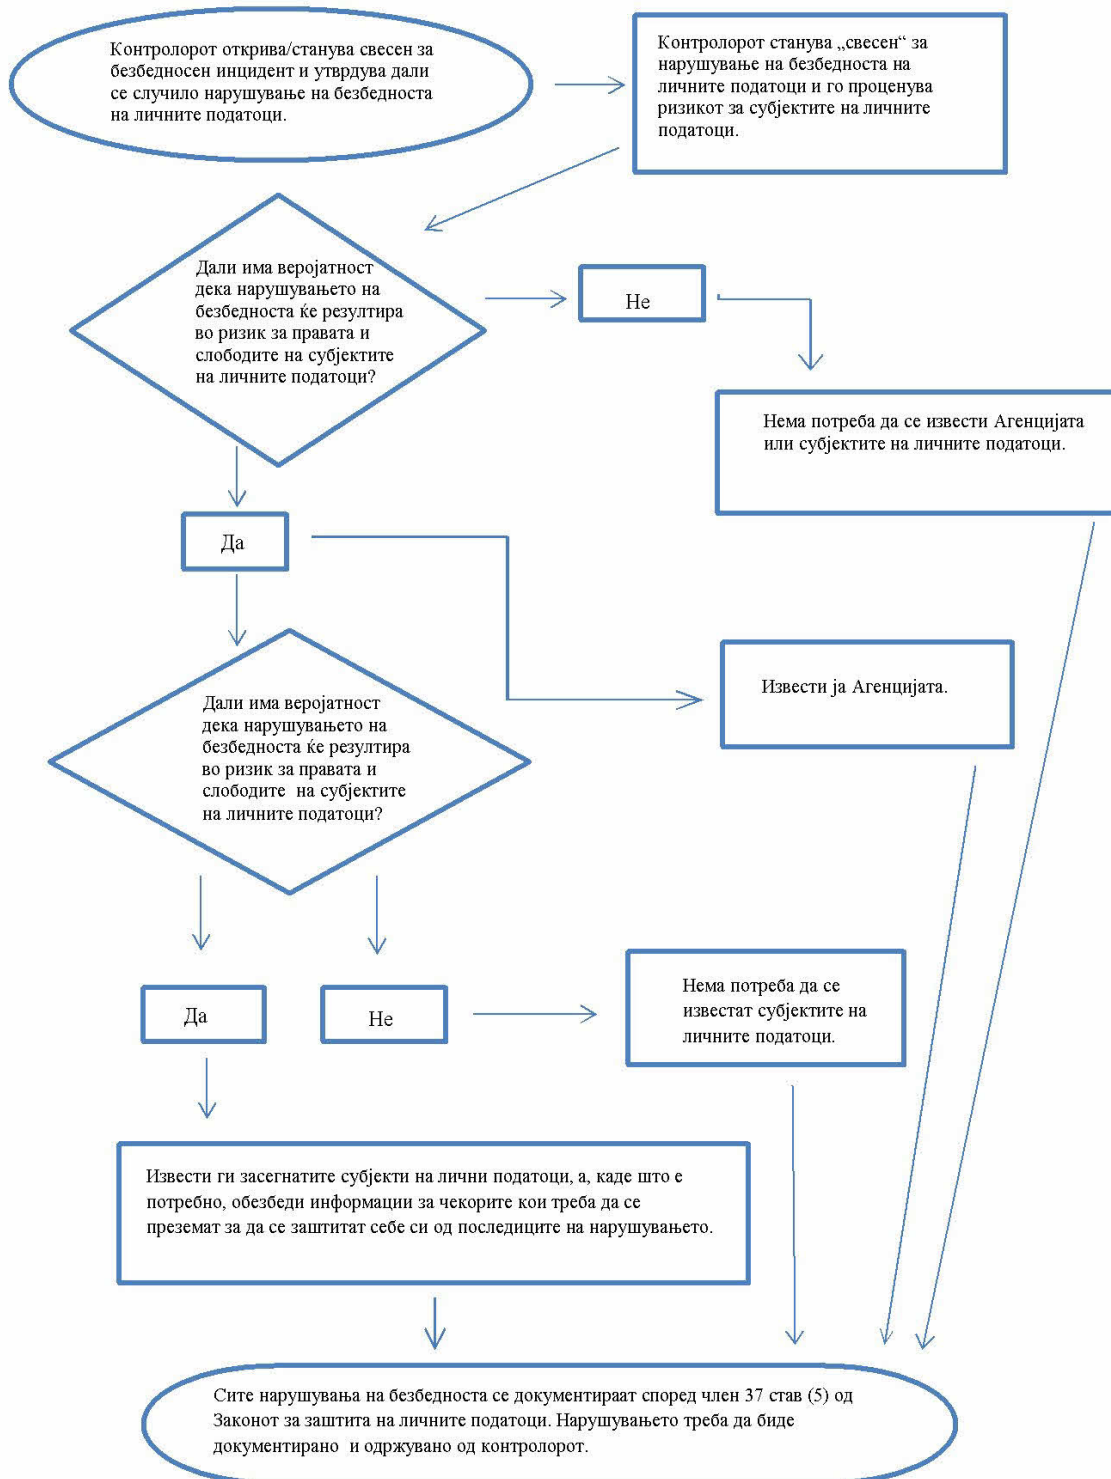 Контролорот открива/станува свесен за
безбедносен инцидент и утврдува дали
се случило нарушување на безбедноста
на личните податоци.
Контролорот станува „свесен“ за
нарушување на безбедноста на
личните податоци и го проценува
ризикот за субјектите на личните
податоци.
Дали има веројатност
дека нарушувањето на
безбедноста ќе резултира
во ризик за правата и
слободите на субјектите
на личните податоци?
Не
Нема потреба да се извести Агенцијата
или субјектите на личните податоци.
Да
Извести ја Агенцијата.
Дали има веројатност
дека нарушувањето на
безбедноста ќе резултира
во ризик за правата и
слободите на субјектите
на личните податоци?
Да
Не
Нема потреба да се
известат субјектите на
личните податоци.
Извести ги засегнатите субјекти на лични податоци, а, каде што е
потребно, обезбеди информации за чекорите кои треба да се
преземат за да се заштитат себе си од последиците на нарушувањето.
Сите нарушувања на безбедноста се документираат според член 37 став (5) од
Законот за заштита на личните податоци. Нарушувањето треба да биде
документирано и одржувано од контролорот.